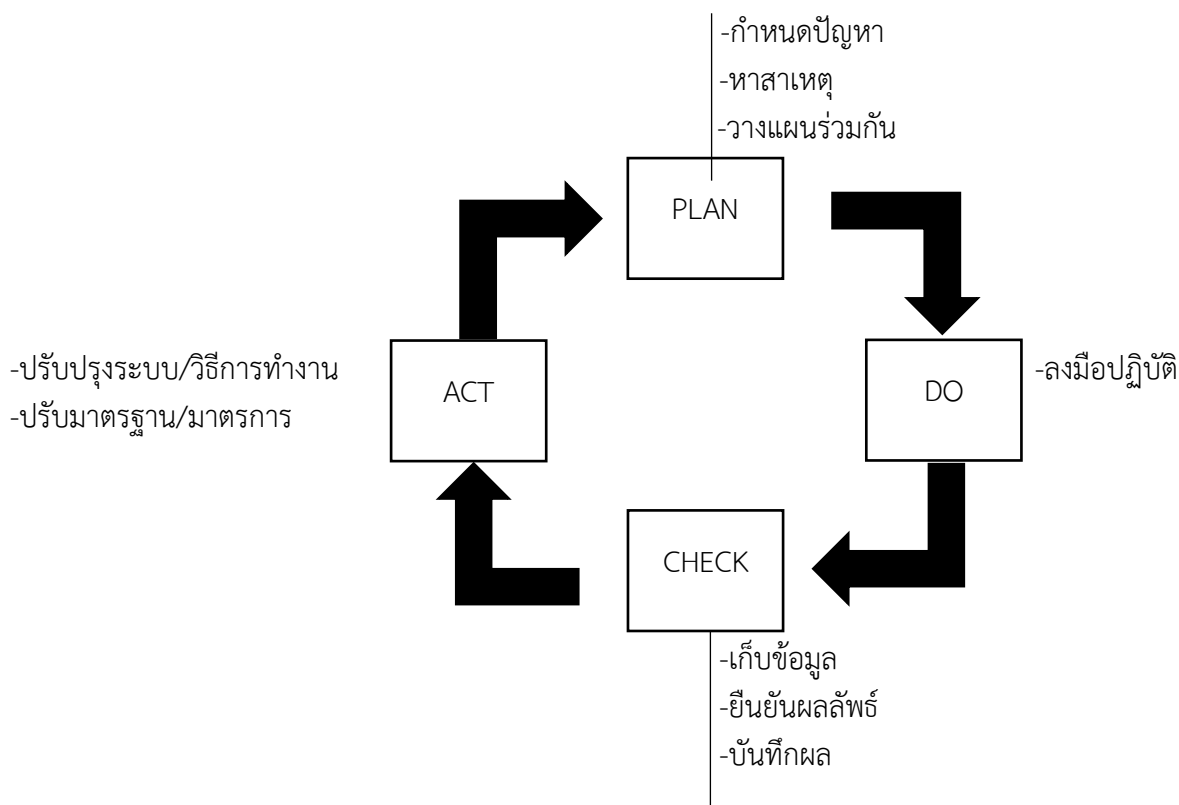 -กำหนดปัญหา
-หาสาเหตุ
-วางแผนร่วมกัน
PLAN
-ปรับปรุงระบบ/วิธีการทำงาน
-ปรับมาตรฐาน/มาตรการ
ACT
DO
-ลงมือปฏิบัติ
CHECK
-เก็บข้อมูล
-ยืนยันผลลัพธ์
-บันทึกผล